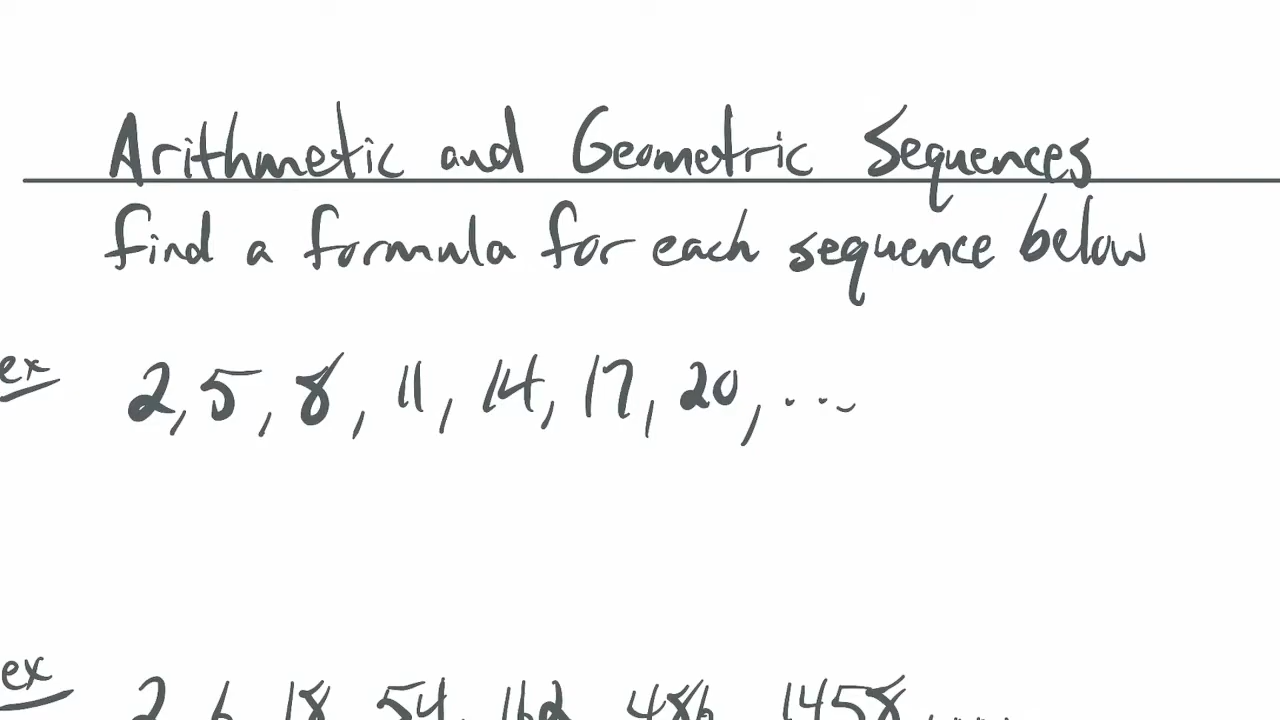 Arithmetic and Geometric Sequences
find a formula for each sequence below
ex 2, 5, 8, 11, 14, 17, 20, ...
ex 2, 6, 18, 54, 162, 486, 1458, ....